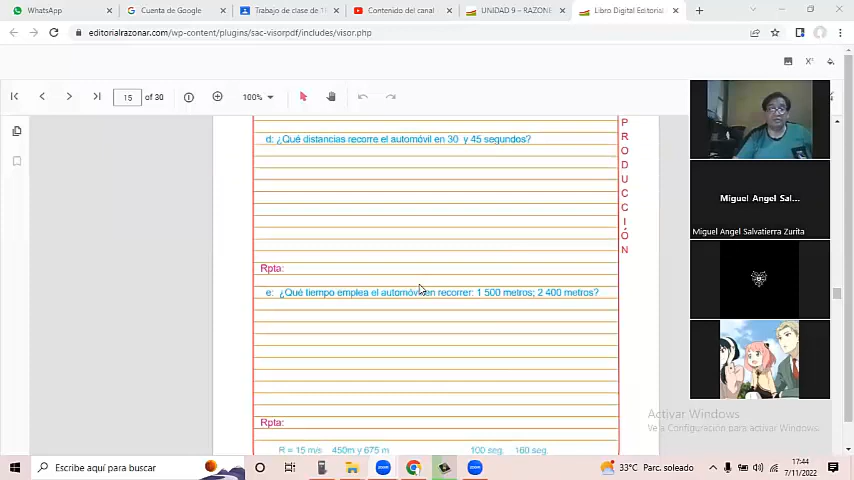 WhatsApp
Cuenta de Google
Trabajo de clase de 1°
Contenido del canal
UNIDAD 9 – RAZONE
Libro Digital Editorial
editorialrazonar.com/wp-content/plugins/sac-visorpdf/includes/visor.php
15 of 30
100%
d: ¿Qué distancias recorre el automóvil en 30 y 45 segundos?
PRODUCCIÓN
Rpta:
e: ¿Qué tiempo emplea el automóvil en recorrer: 1 500 metros; 2 400 metros?
Rpta:
R = 15 m/s 450m y 675 m 100 seg. 160 seg.
Miguel Angel Sal...
Miguel Angel Salvatierra Zurita
Activar Windows
Ve a Configuración para activar Windows.
Escribe aquí para buscar
33°C Parc. soleado
17:44
7/11/2022